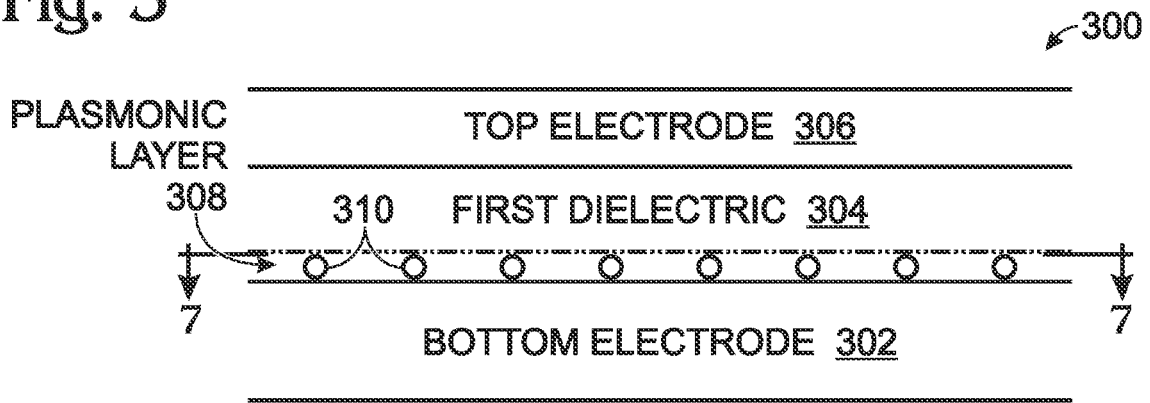 Fig. 3
300
PLASMONIC
LAYER
TOP ELECTRODE 306
308
310
FIRST DIELECTRIC 304
7
7
BOTTOM ELECTRODE 302